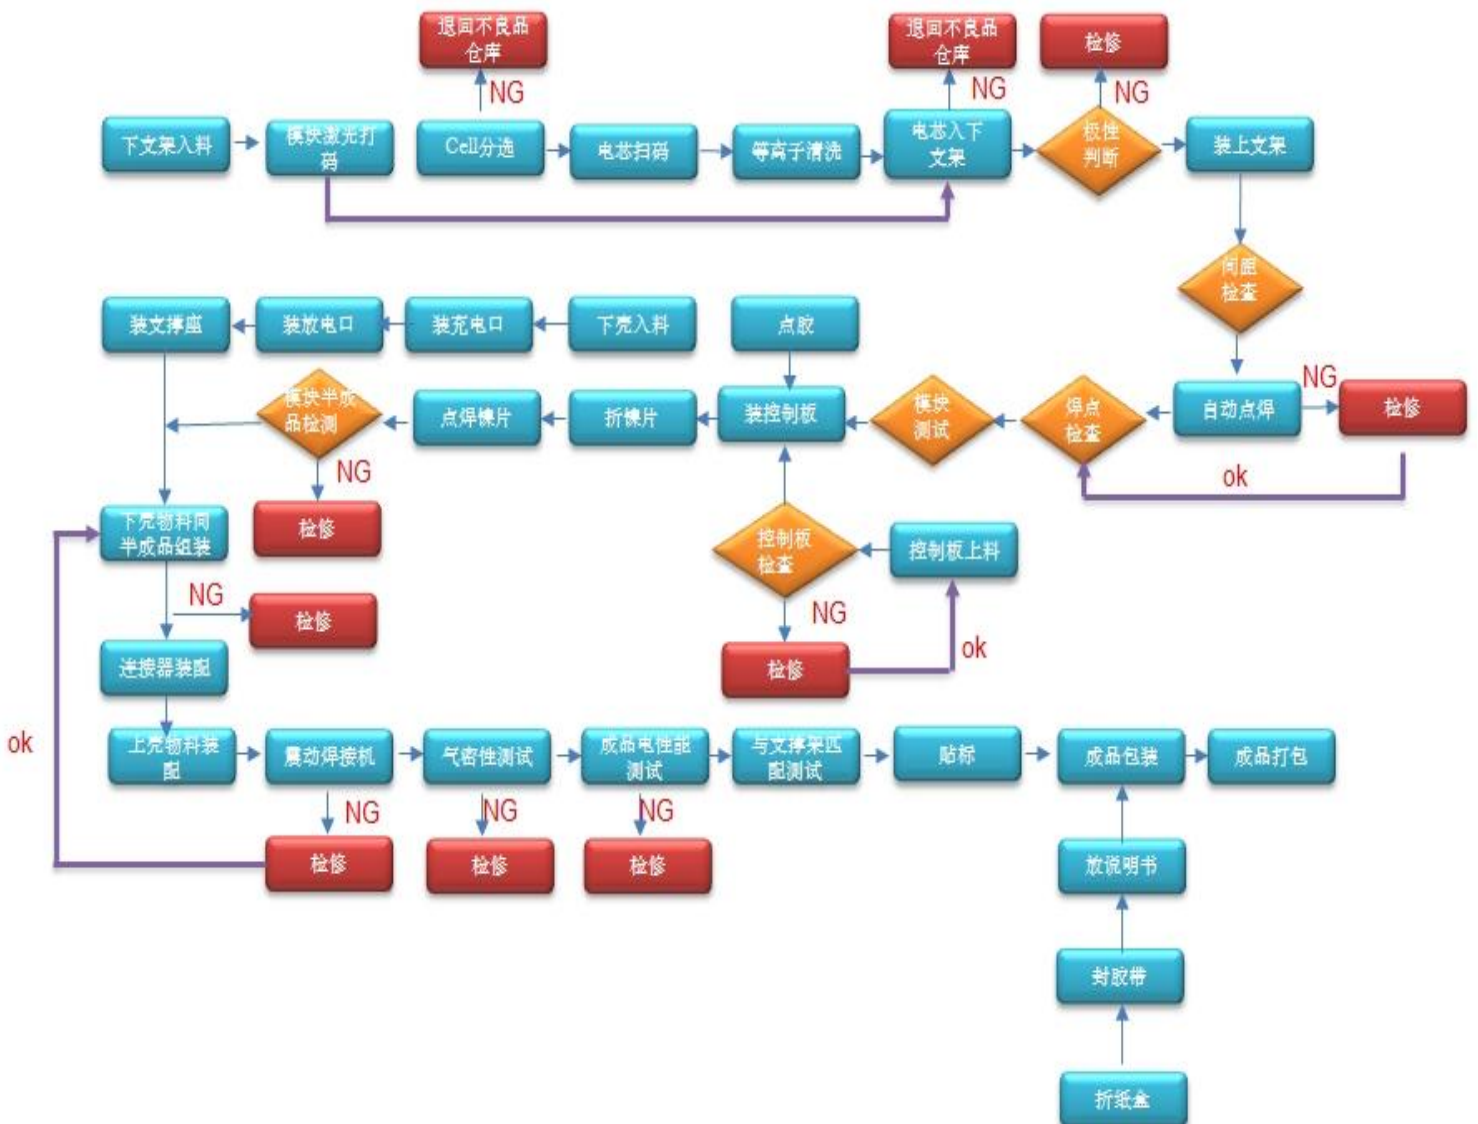 退回不良品
仓库
NG
退回不良品
仓库
NG
检修
NG
下支架入料
模块激光打
码
Cell分选
电芯扫码
等离子清洗
电芯入下
支架
极性
判断
装上支架
间距
检查
装支撑座
装放电口
装充电口
下壳入料
点胶
模块半成
品检测
点焊镍片
折镍片
装控制板
模块
测试
焊点
检查
自动点焊
NG
检修
ok
NG
检修
下壳物料同
半成品组装
NG
检修
控制板
检查
控制板上料
NG
检修
ok
连接器装配
ok
上壳物料装
配
震动焊接机
气密性测试
成品电性能
测试
与支撑架匹
配测试
贴标
成品包装
成品打包
NG
NG
NG
检修
检修
检修
放说明书
封胶带
折纸盒